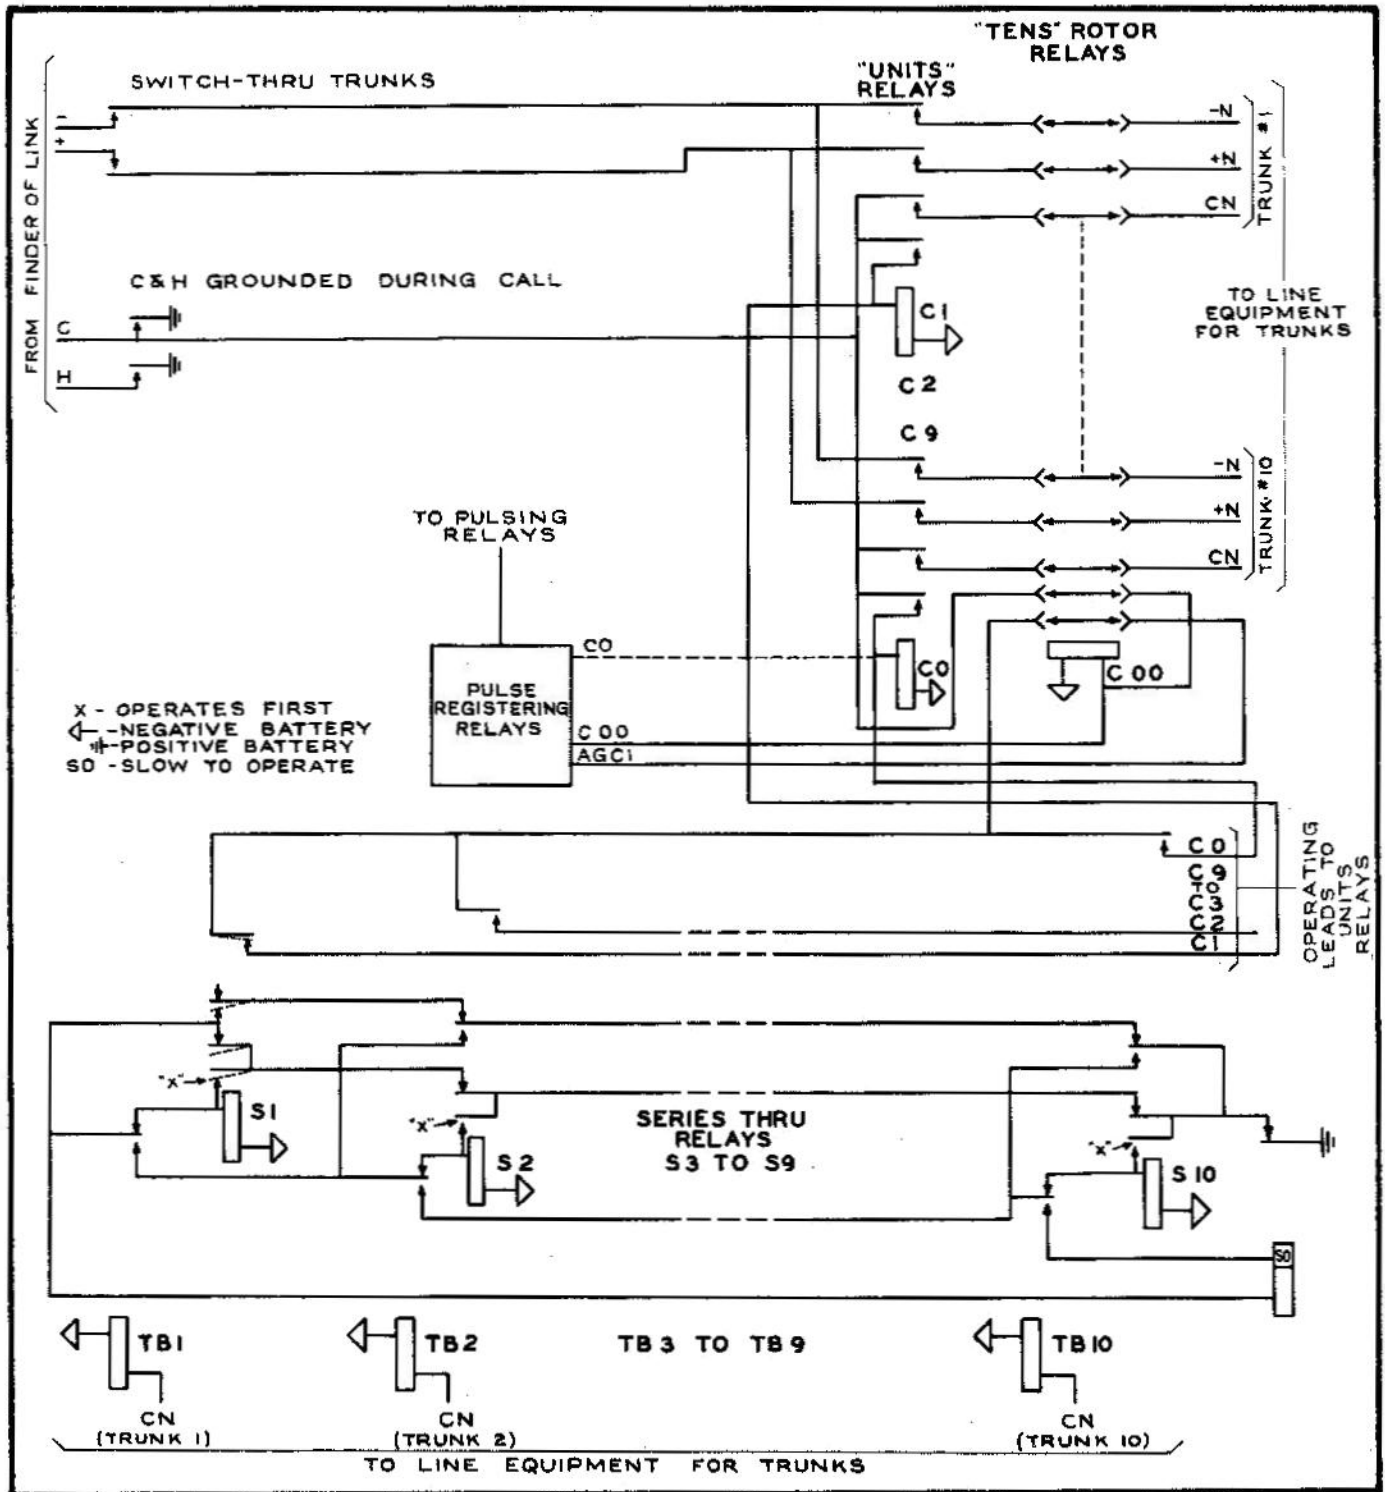 "TENS" ROTOR
RELAYS
"UNITS"
RELAYS
SWITCH-THRU TRUNKS
FROM FINDER OF LINK
-
+
-N
+N
CN
TRUNK #1
C & H GROUNDED DURING CALL
C
H
C1
C2
C9
TO LINE
EQUIPMENT
FOR TRUNKS
-N
+N
CN
TRUNK #10
TO PULSING
RELAYS
PULSE
REGISTERING
RELAYS
CO
COO
AGC1
CO
COO
X - OPERATES FIRST
-NEGATIVE BATTERY
-POSITIVE BATTERY
SO -SLOW TO OPERATE
CO
C9
TO
C3
C2
C1
OPERATING
LEADS TO
UNITS
RELAYS
"X"
S1
"X"
S2
SERIES THRU
RELAYS
S3 TO S9
"X"
S10
SO
TB1
TB2
TB3 TO TB9
TB10
CN
(TRUNK 1)
CN
(TRUNK 2)
CN
(TRUNK 10)
TO LINE EQUIPMENT FOR TRUNKS